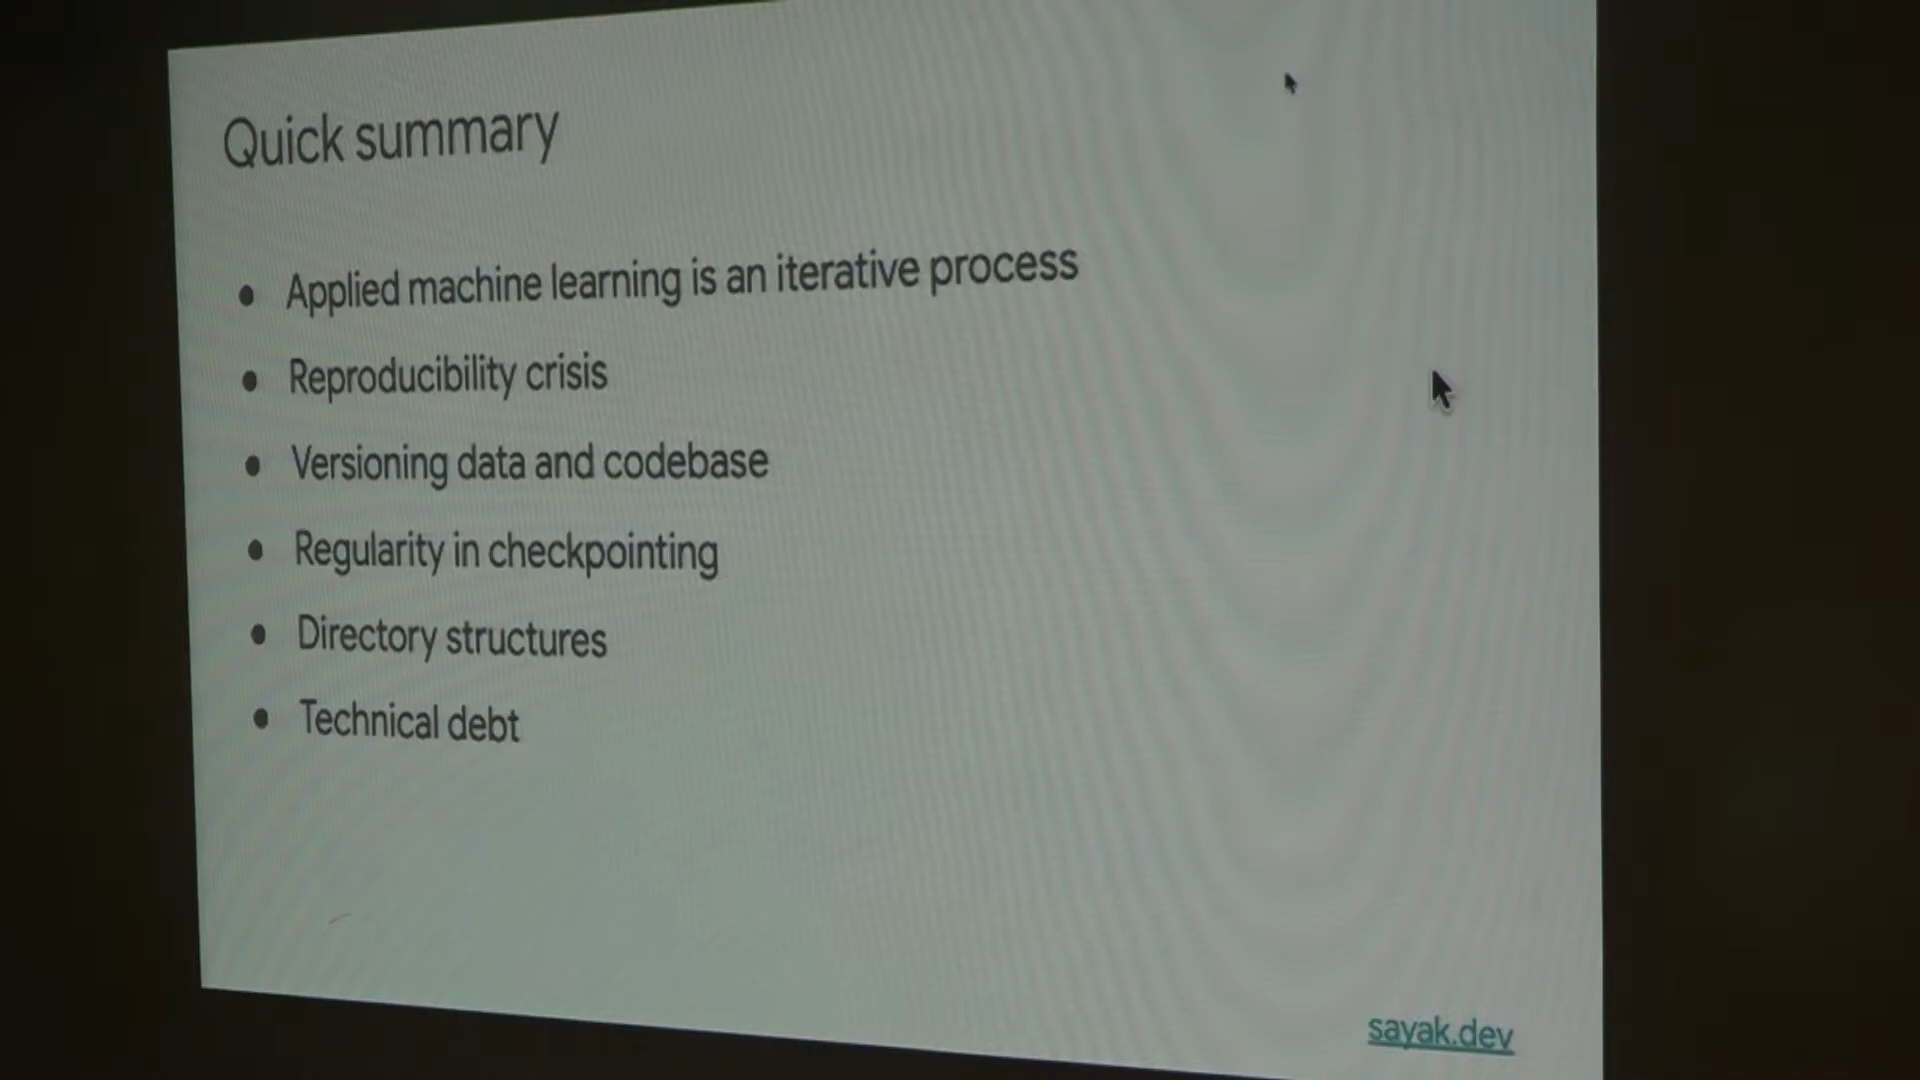 Quick summary
Applied machine learning is an iterative process
Reproducibility crisis
Versioning data and codebase
Regularity in checkpointing
Directory structures
Technical debt
sayak.dev